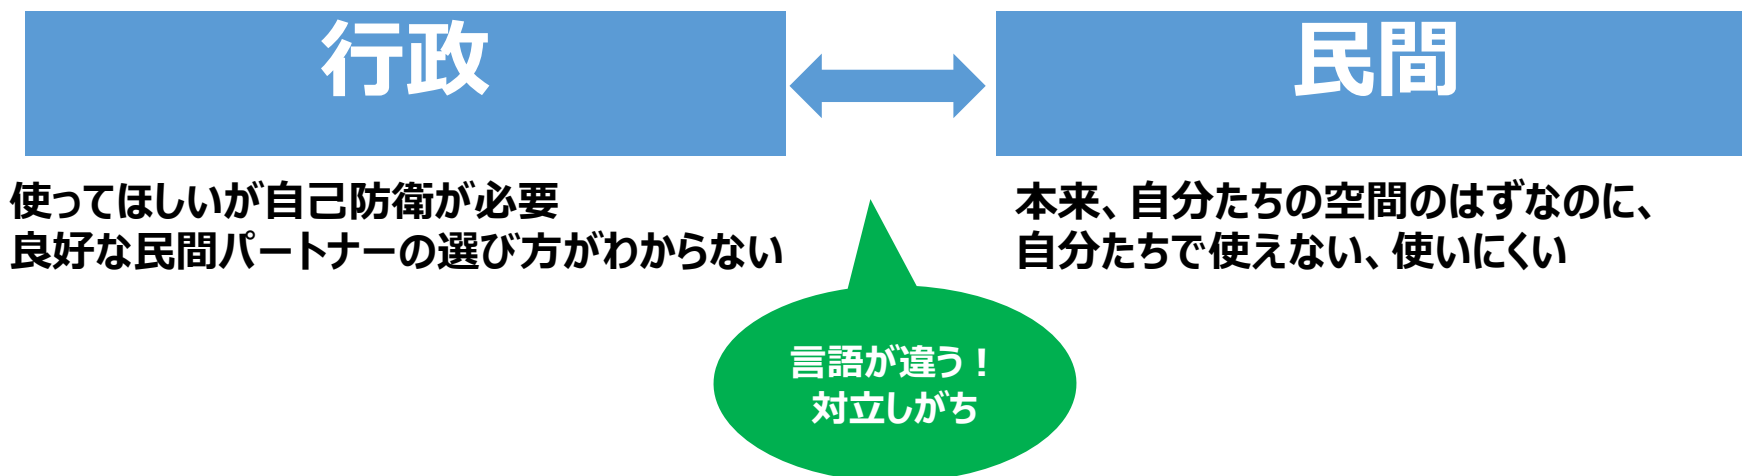 行政
民間
使ってほしいが自己防衛が必要
良好な民間パートナーの選び方がわからない
本来、自分たちの空間のはずなのに、
自分たちで使えない、使いにくい
言語が違う！
対立しがち